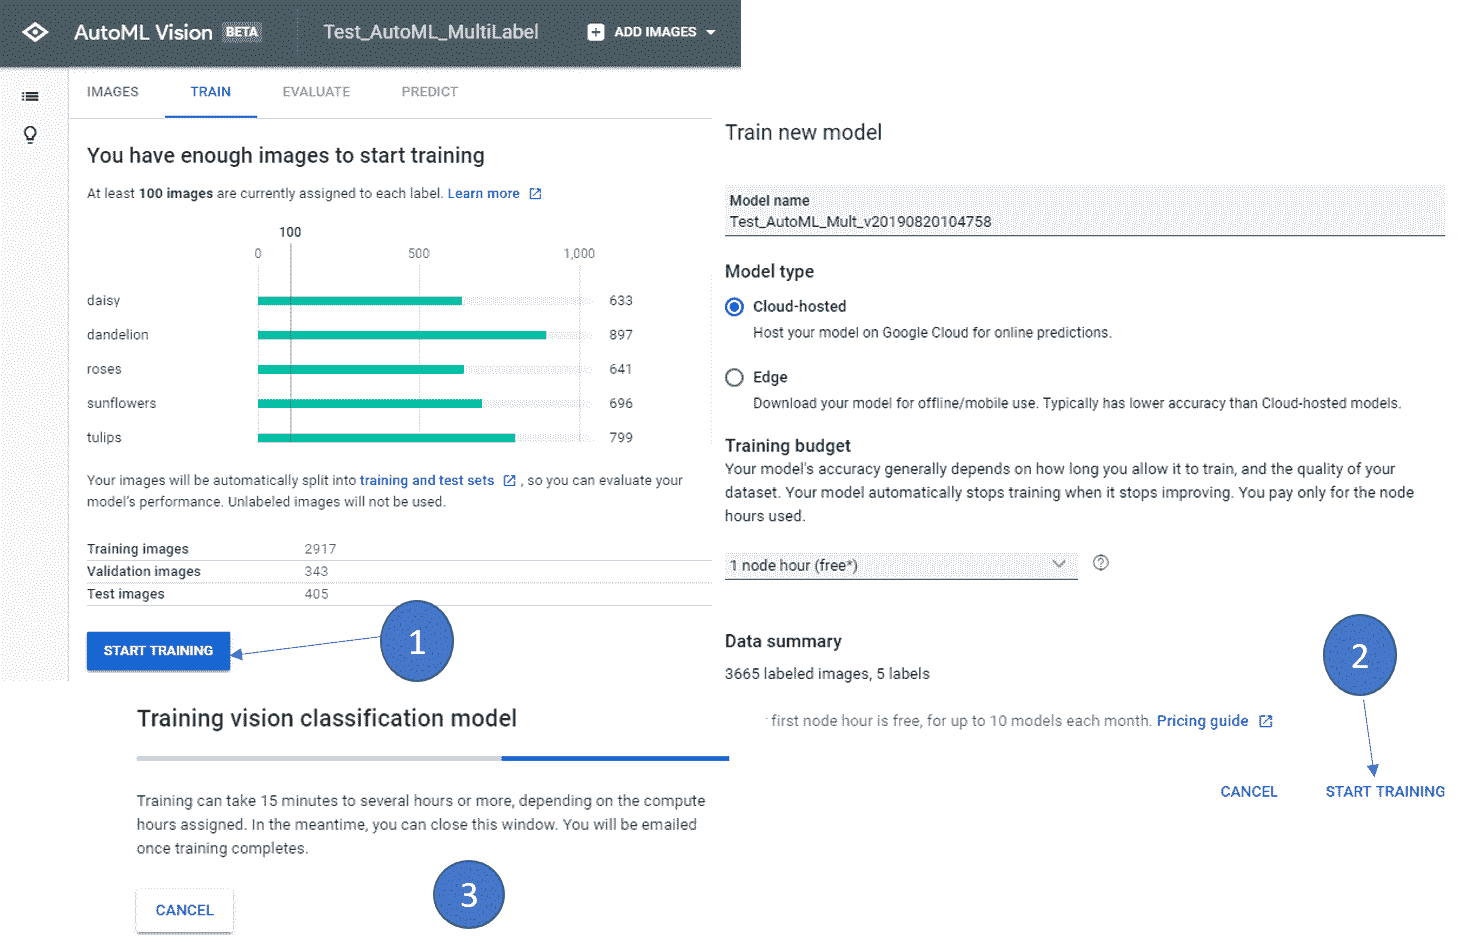 AutoML Vision BETA
Test_AutoML_MultiLabel
ADD IMAGES
IMAGES TRAIN EVALUATE PREDICT
You have enough images to start training
At least 100 images are currently assigned to each label. Learn more
100
0 500 1,000
daisy 633
dandelion 897
roses 641
sunflowers 696
tulips 799
Your images will be automatically split into training and test sets , so you can evaluate your
model's performance. Unlabeled images will not be used.
Training images 2917
Validation images 343
Test images 405
START TRAINING
1
Train new model
Model name
Test_AutoML_Mult_v20190820104758
Model type
Cloud-hosted
Host your model on Google Cloud for online predictions.
Edge
Download your model for offline/mobile use. Typically has lower accuracy than Cloud-hosted models.
Training budget
Your model's accuracy generally depends on how long you allow it to train, and the quality of your
dataset. Your model automatically stops training when it stops improving. You pay only for the node
hours used.
1 node hour (free*)
Data summary
3665 labeled images, 5 labels
2
first node hour is free, for up to 10 models each month. Pricing guide
CANCEL START TRAINING
Training vision classification model
Training can take 15 minutes to several hours or more, depending on the compute
hours assigned. In the meantime, you can close this window. You will be emailed
once training completes.
3
CANCEL